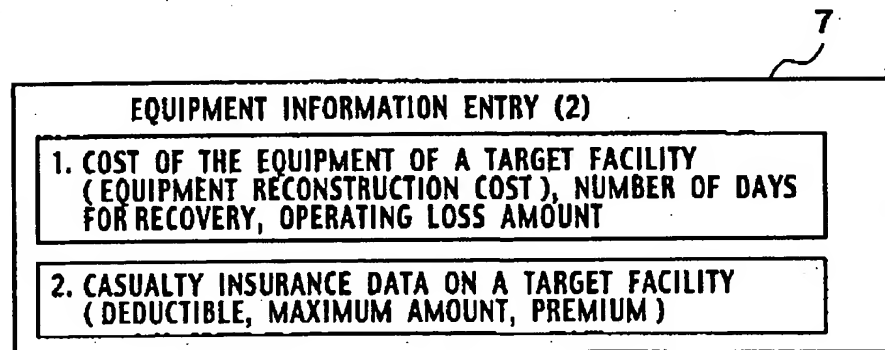 7
EQUIPMENT INFORMATION ENTRY (2)
1. COST OF THE EQUIPMENT OF A TARGET FACILITY
(EQUIPMENT RECONSTRUCTION COST), NUMBER OF DAYS
FOR RECOVERY, OPERATING LOSS AMOUNT
2. CASUALTY INSURANCE DATA ON A TARGET FACILITY
(DEDUCTIBLE, MAXIMUM AMOUNT, PREMIUM)